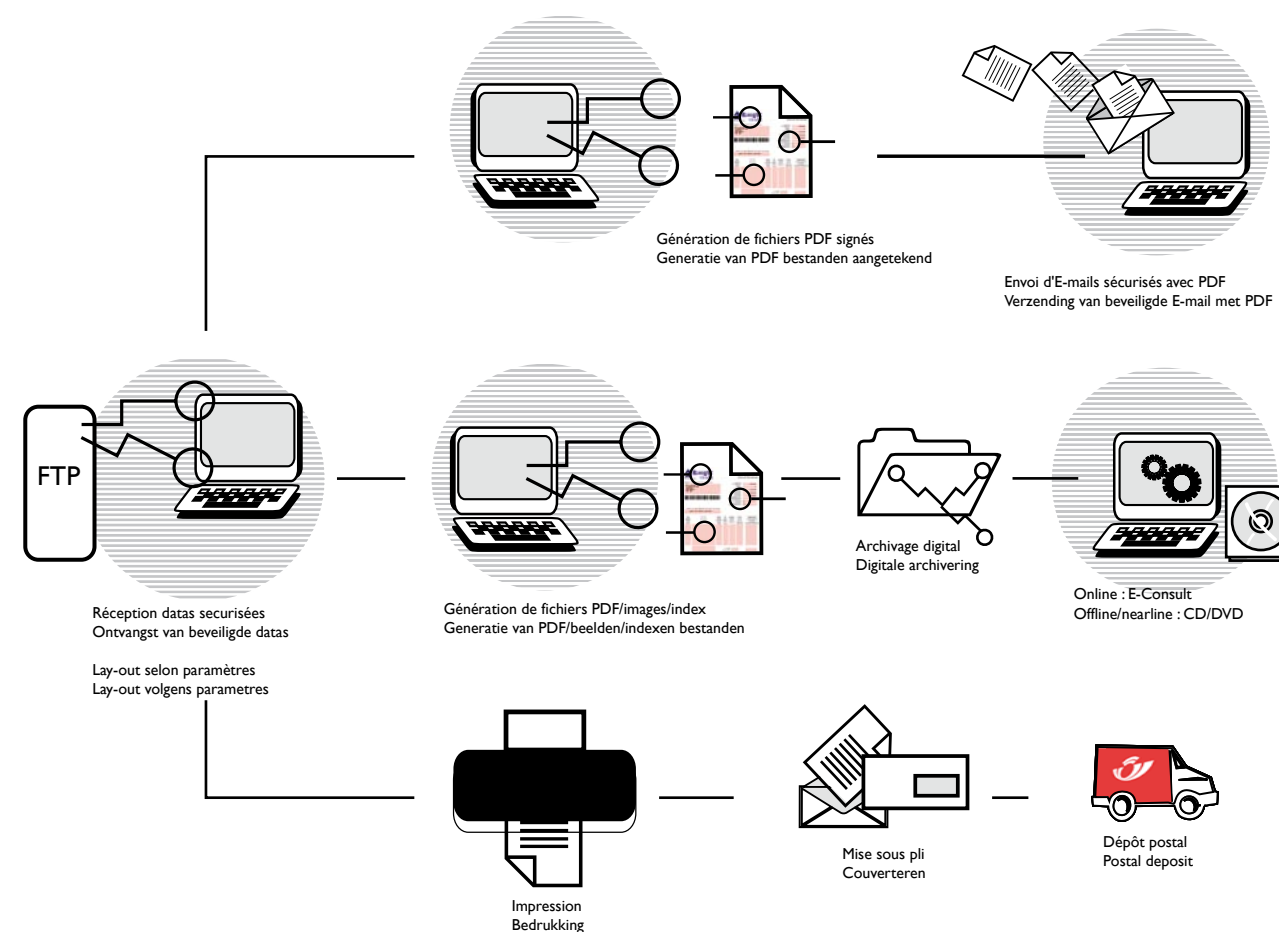 Génération de fichiers PDF signés
Generatie van PDF bestanden aangetekend
Envoi d'E-mails sécurisés avec PDF
Verzending van beveiligde E-mail met PDF
FTP
Réception datas securisées
Ontvangst van beveiligde datas
Lay-out selon paramètres
Lay-out volgens parametres
Génération de fichiers PDF/images/index
Generatie van PDF/beelden/indexen bestanden
Archivage digital
Digitale archivering
Online : E-Consult
Offline/nearline : CD/DVD
Impression
Bedrukking
Mise sous pli
Couverteren
Dépôt postal
Postal deposit